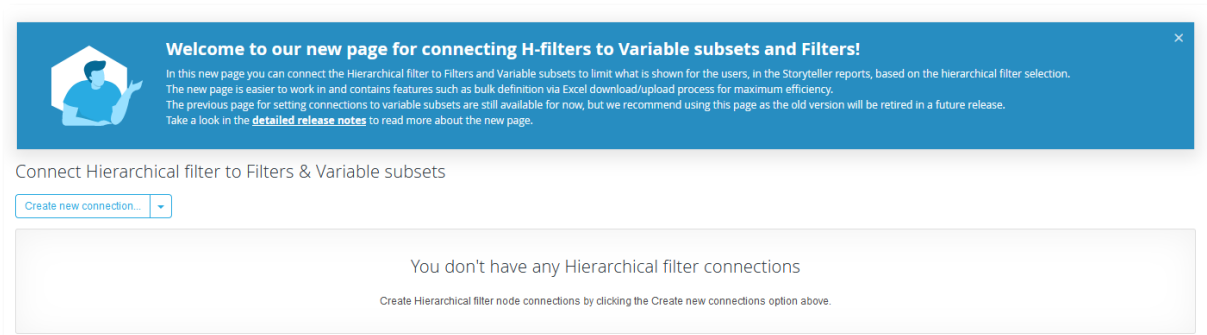 Welcome to our new page for connecting H-filters to Variable subsets and Filters!
In this new page you can connect the Hierarchical filter to Filters and Variable subsets to limit what is shown for the users, in the Storyteller reports, based on the hierarchical filter selection.
The new page is easier to work in and contains features such as bulk definition via Excel download/upload process for maximum efficiency.
The previous page for setting connections to variable subsets are still available for now, but we recommend using this page as the old version will be retired in a future release.
Take a look in the detailed release notes to read more about the new page.
Connect Hierarchical filter to Filters & Variable subsets
Create new connection...
You don't have any Hierarchical filter connections
Create Hierarchical filter node connections by clicking the Create new connections option above.